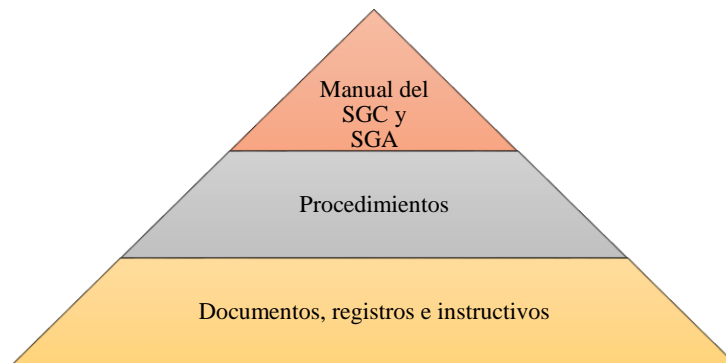 Manual del
SGC y
SGA
Procedimientos
Documentos, registros e instructivos